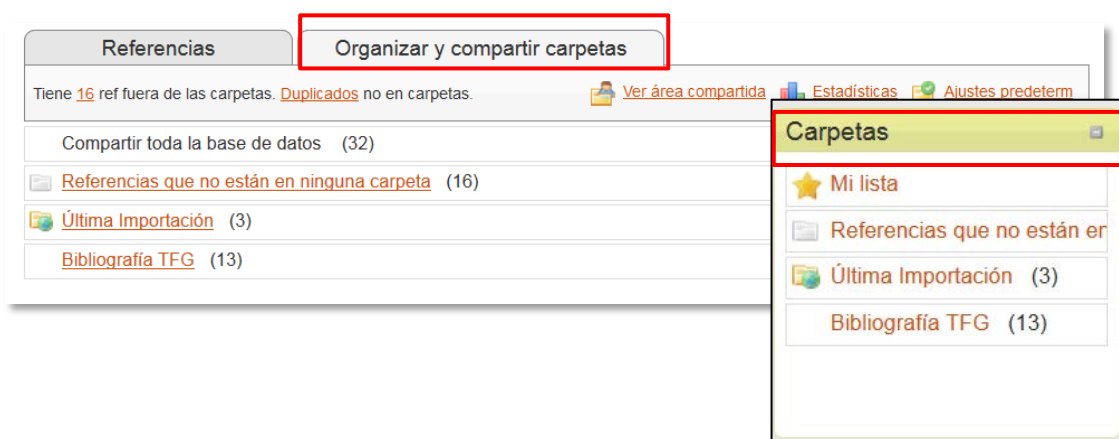 Referencias
Organizar y compartir carpetas
Tiene 16 ref fuera de las carpetas. Duplicados no en carpetas.
Ver área compartida
Estadísticas
Ajustes predeterm
Compartir toda la base de datos (32)
Referencias que no están en ninguna carpeta (16)
Última Importación (3)
Bibliografía TFG (13)
Carpetas
Mi lista
Referencias que no están en
Última Importación (3)
Bibliografía TFG (13)